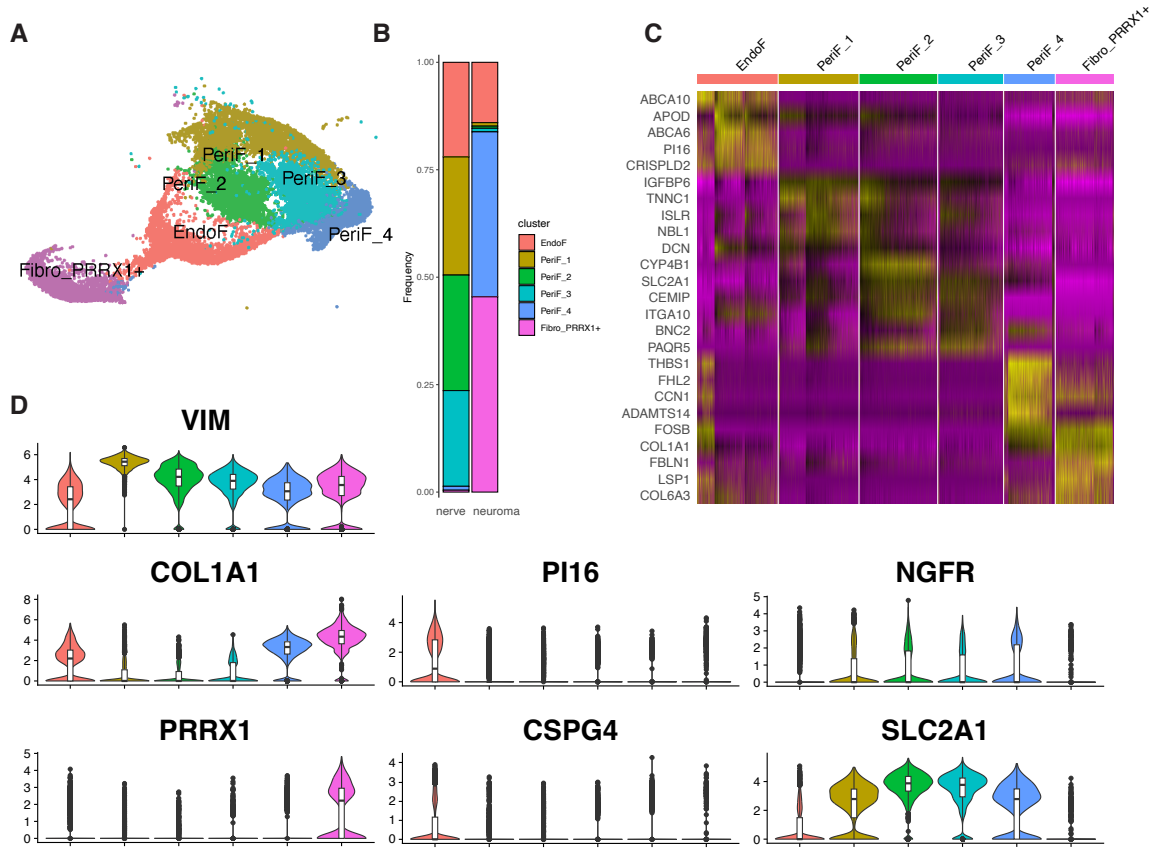 A
PeriF_1
PeriF_2
PeriF_3
EndoF
PeriF_4
Fibro_PRRX1+
B
1.00
0.75
0.50
0.25
0.00
Frequency
nerve neuroma
cluster
EndoF
PeriF_1
PeriF_2
PeriF_3
PeriF_4
Fibro_PRRX1+
C
EndoF PeriF_1 PeriF_2 PeriF_3 PeriF_4 Fibro_PRRX1+
ABCA10
APOD
ABCA6
PI16
CRISPLD2
IGFBP6
TNNC1
ISLR
NBL1
DCN
CYP4B1
SLC2A1
CEMIP
ITGA10
BNC2
PAQR5
THBS1
FHL2
CCN1
ADAMTS14
FOSB
COL1A1
FBLN1
LSP1
COL6A3
D
VIM
6
4
2
0
COL1A1
8
6
4
2
0
PI16
4
2
0
NGFR
5
4
3
2
1
0
PRRX1
5
4
3
2
1
0
CSPG4
4
3
2
1
0
SLC2A1
4
2
0